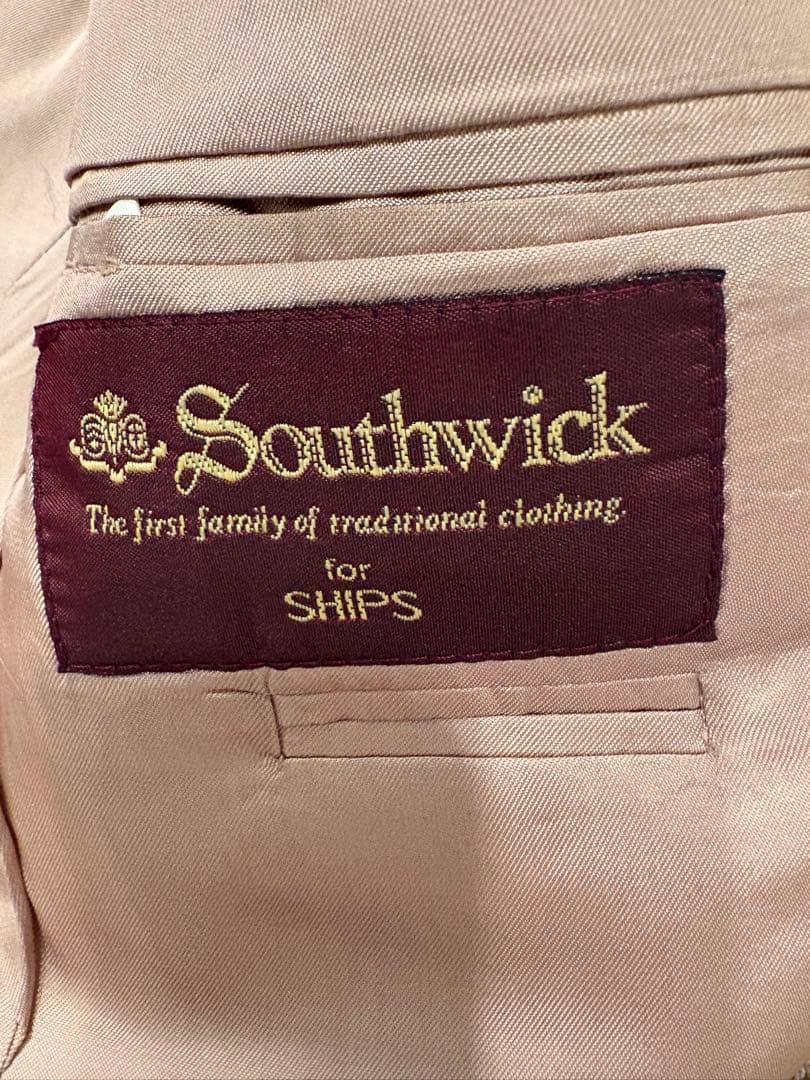 Southwick
The first family of traditional clothing.
for
SHIPS